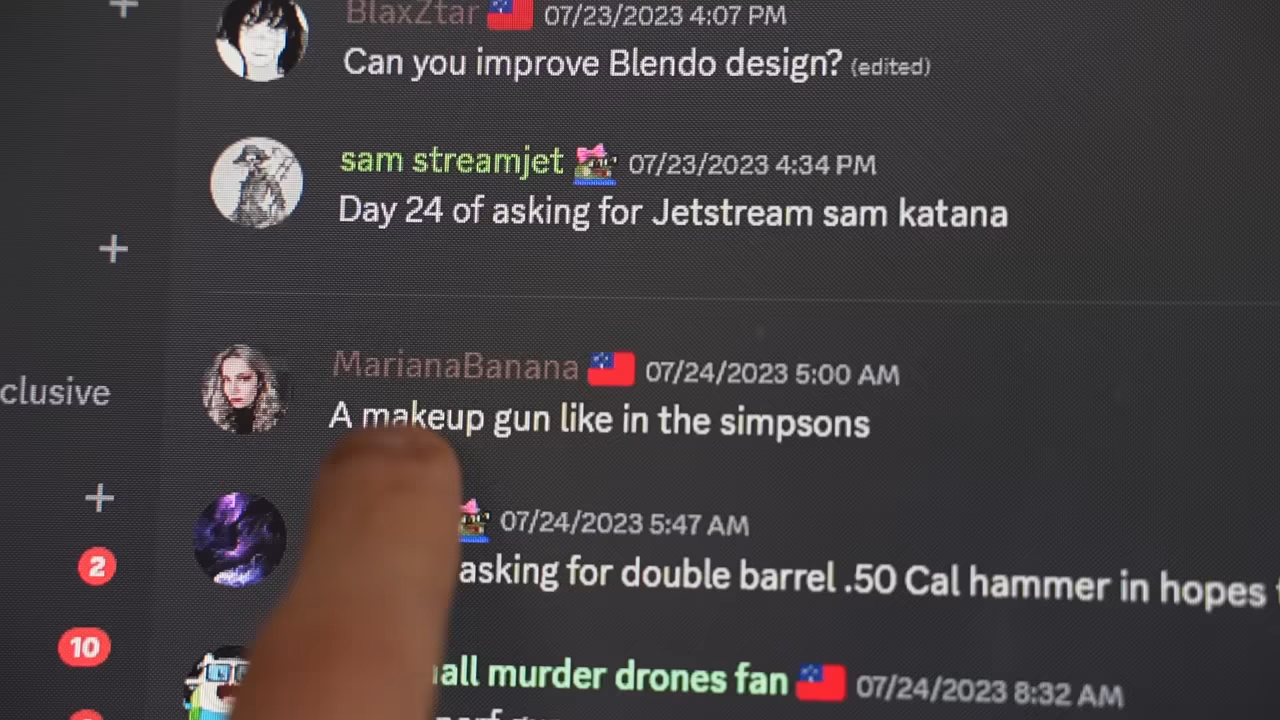 BlaxZtar 07/23/2023 4:07 PM
Can you improve Blendo design? (edited)
sam streamjet 07/23/2023 4:34 PM
Day 24 of asking for Jetstream sam katana
clusive
MarianaBanana 07/24/2023 5:00 AM
A makeup gun like in the simpsons
07/24/2023 5:47 AM
asking for double barrel .50 Cal hammer in hopes
2
10
all murder drones fan 07/24/2023 8:32 AM